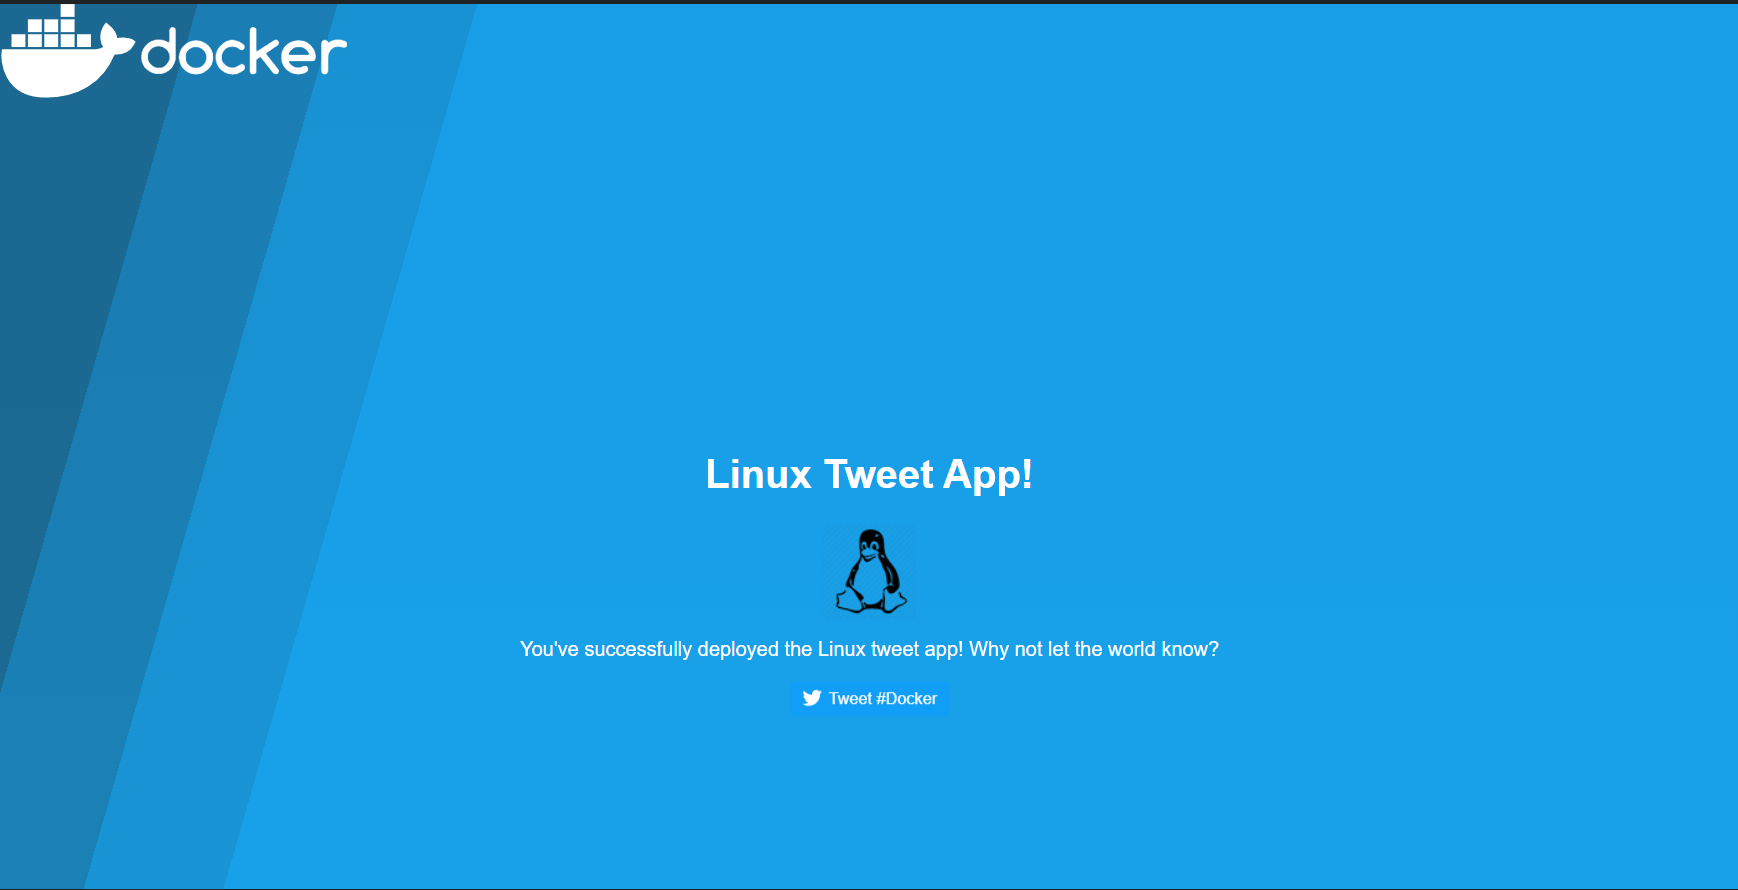 docker
Linux Tweet App!
You've successfully deployed the Linux tweet app! Why not let the world know?
Tweet #Docker